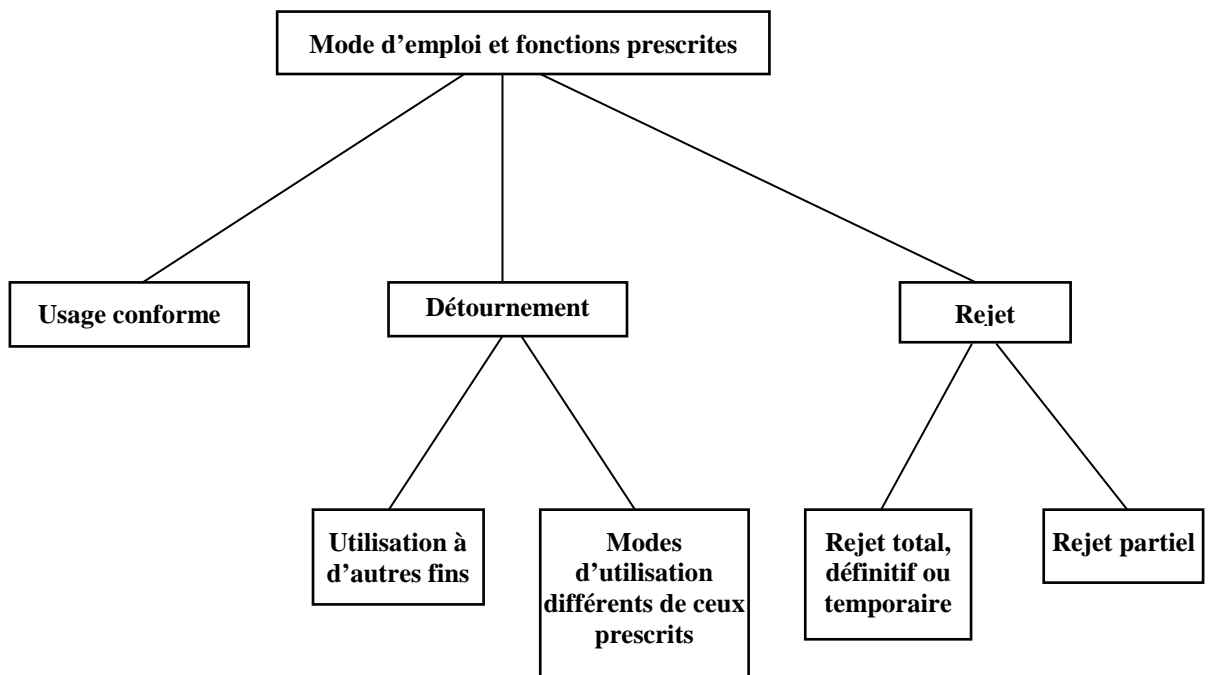 Mode d’emploi et fonctions prescrites
Usage conforme
Détournement
Rejet
Utilisation à
d’autres fins
Modes
d’utilisation
différents de ceux
prescrits
Rejet total,
définitif ou
temporaire
Rejet partiel